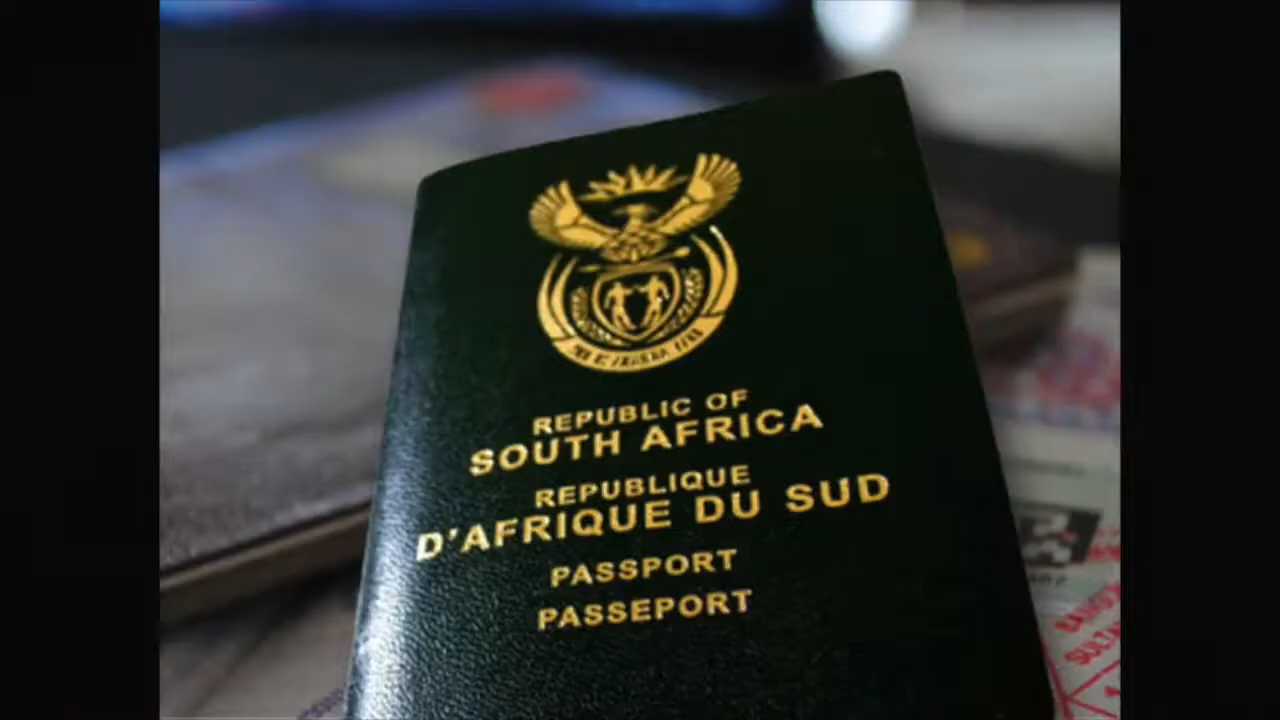 REPUBLIC OF
SOUTH AFRICA
REPUBLIQUE
D'AFRIQUE DU SUD
PASSPORT
PASSEPORT